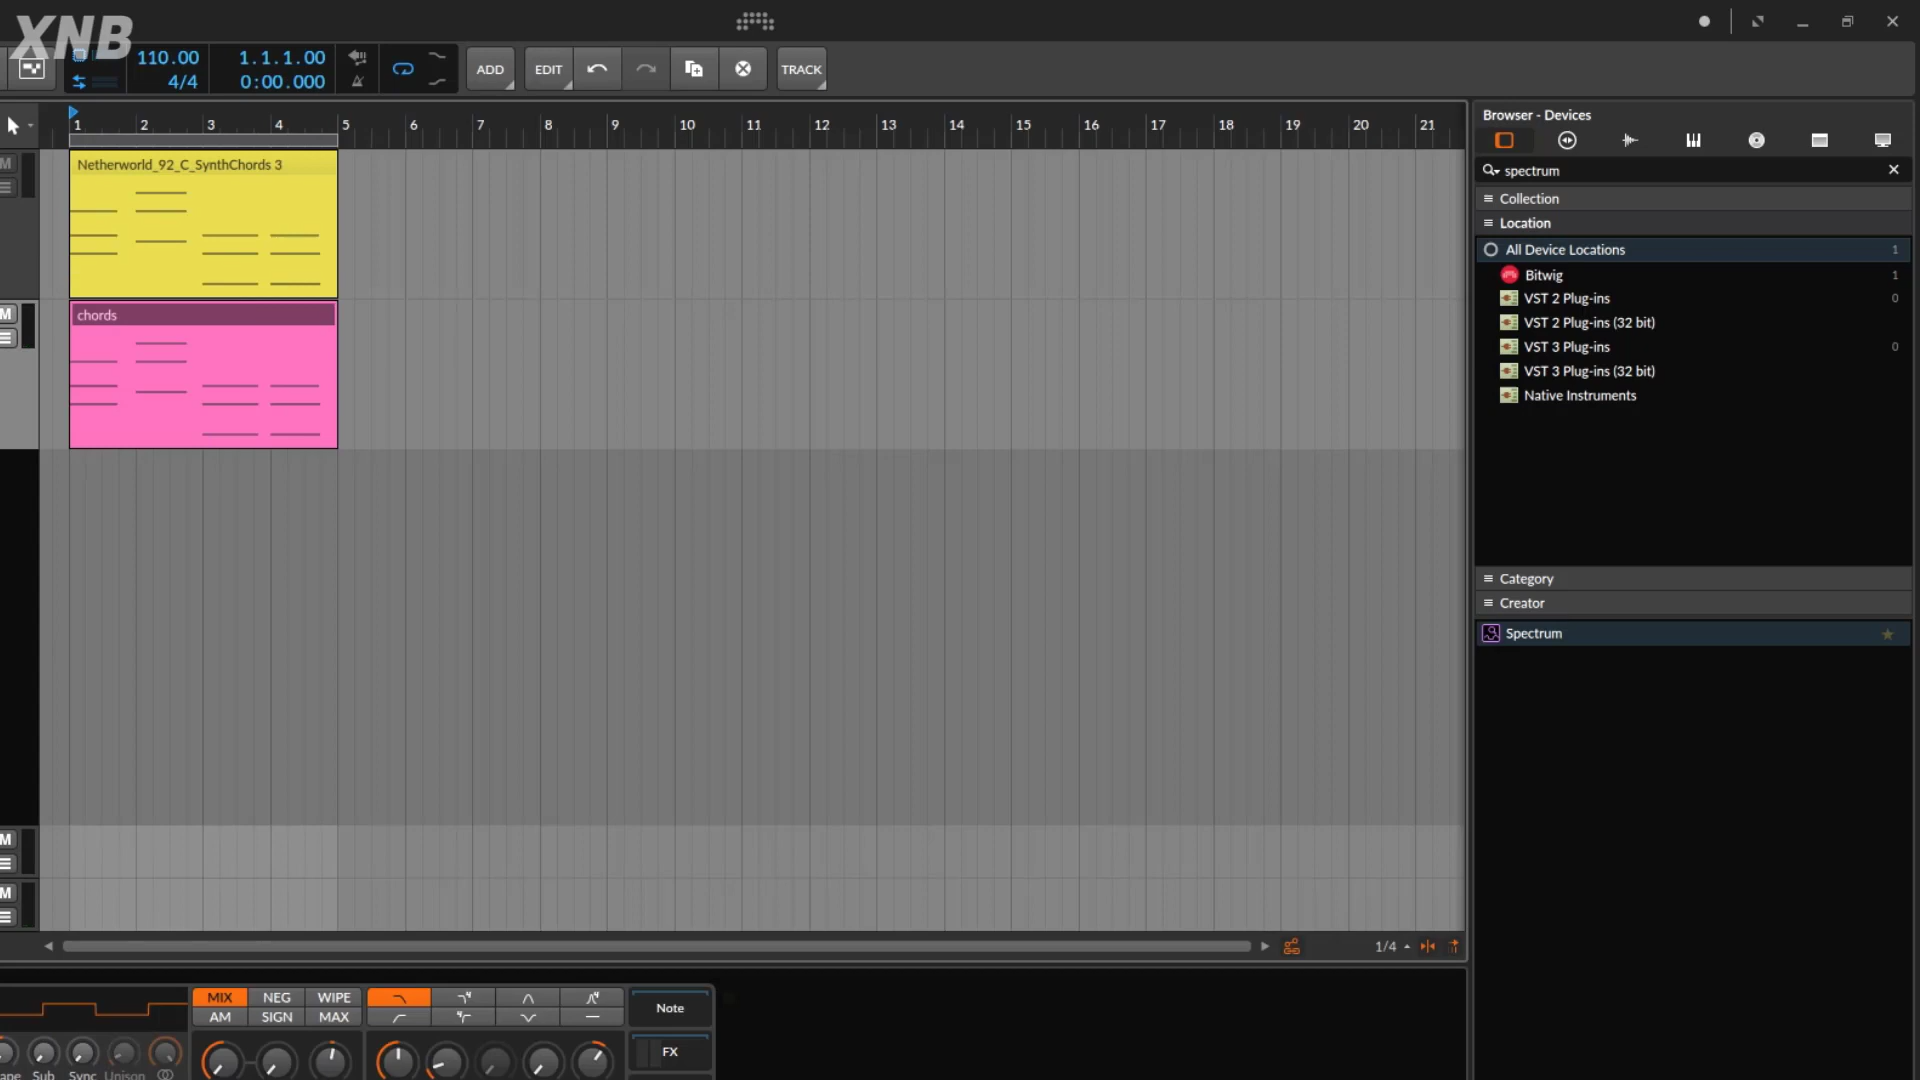 XNB
110.00
4/4
1.1.1.00
0:00.000
ADD
EDIT
TRACK
1 2 3 4 5 6 7 8 9 10 11 12 13 14 15 16 17 18 19 20 21
M
Netherworld_92_C_SynthChords 3
M
chords
M
M
1/4
Browser - Devices
spectrum
Collection
Location
All Device Locations 1
Bitwig 1
VST 2 Plug-ins 0
VST 2 Plug-ins (32 bit)
VST 3 Plug-ins 0
VST 3 Plug-ins (32 bit)
Native Instruments
Category
Creator
Spectrum
MIX NEG WIPE
AM SIGN MAX
Note
FX
Sub Sync Unison